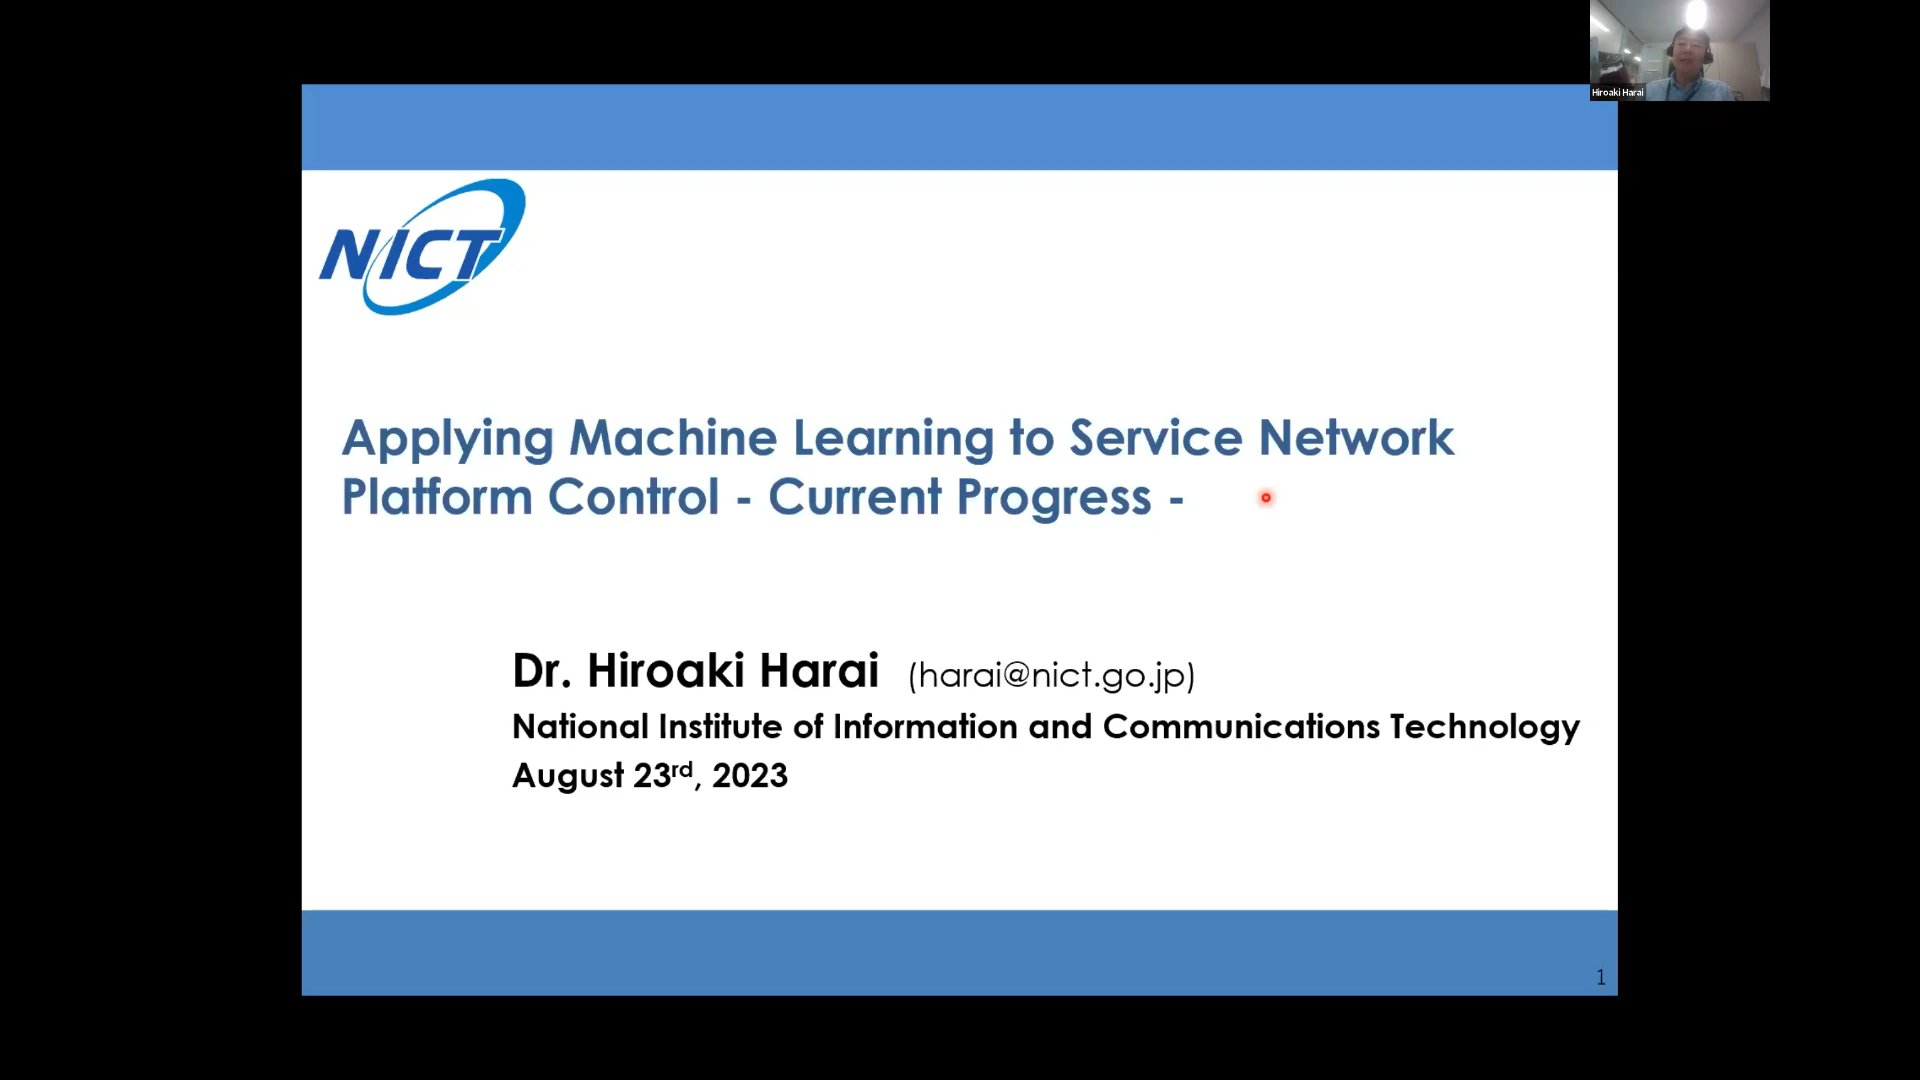 Hiroaki Harai
NICT
Applying Machine Learning to Service Network
Platform Control - Current Progress -
Dr. Hiroaki Harai (harai@nict.go.jp)
National Institute of Information and Communications Technology
August 23rd, 2023
1